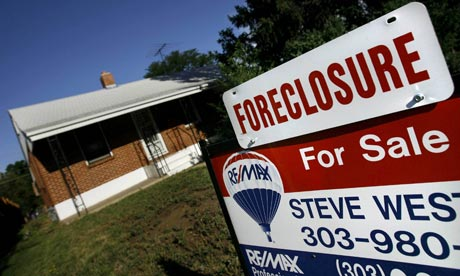 FORECLOSURE
For Sale
RE/MAX
STEVE WEST
303-980-
RE/MAX
(303)